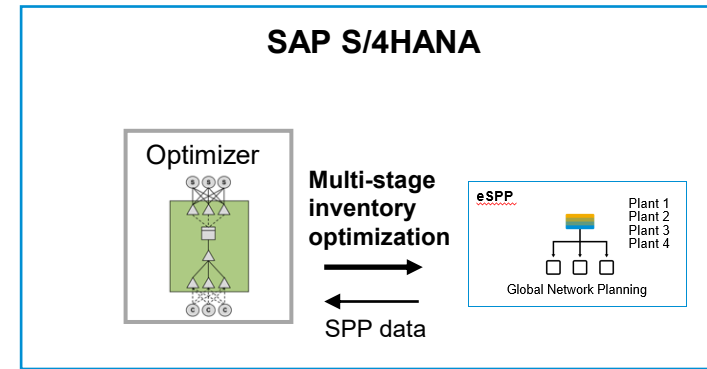 SAP S/4HANA
Optimizer
S S S
C C C
Multi-stage
inventory
optimization
SPP data
eSPP
Plant 1
Plant 2
Plant 3
Plant 4
Global Network Planning